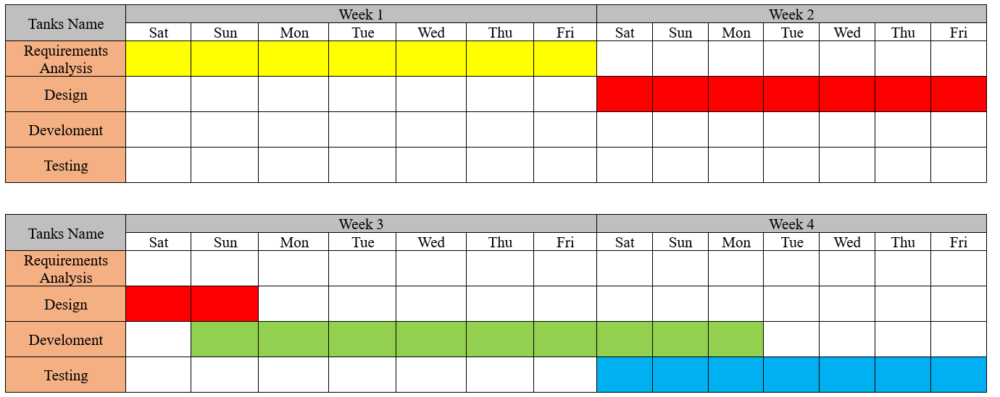 Tanks Name Week 1 Week 2
Sat Sun Mon Tue Wed Thu Fri Sat Sun Mon Tue Wed Thu Fri
Requirements
Analysis
Design
Develoment
Testing
Tanks Name Week 3 Week 4
Sat Sun Mon Tue Wed Thu Fri Sat Sun Mon Tue Wed Thu Fri
Requirements
Analysis
Design
Develoment
Testing